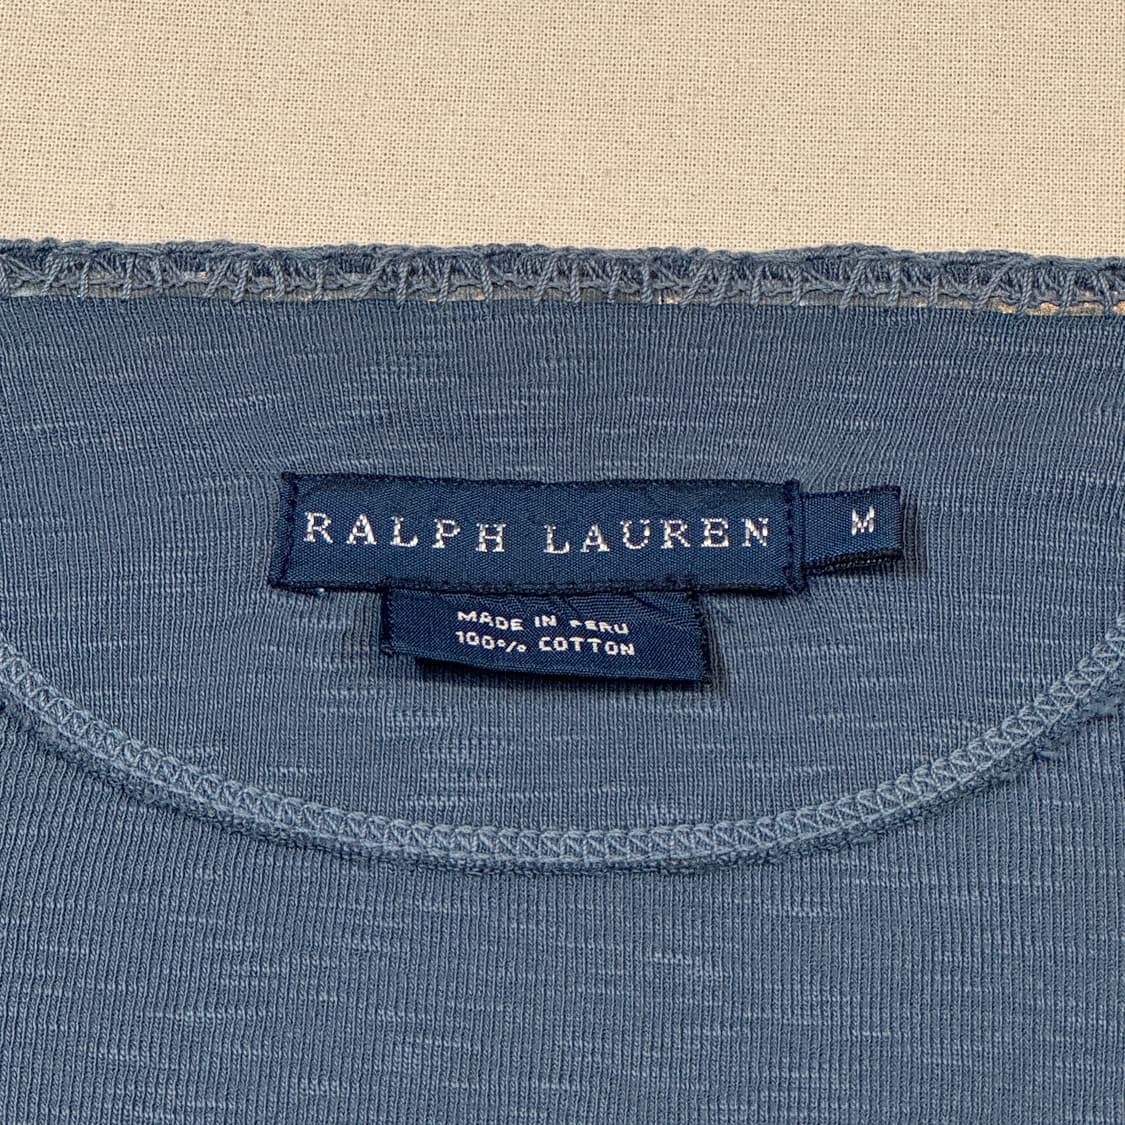 RALPH LAUREN
M
MADE IN PERU
100% COTTON